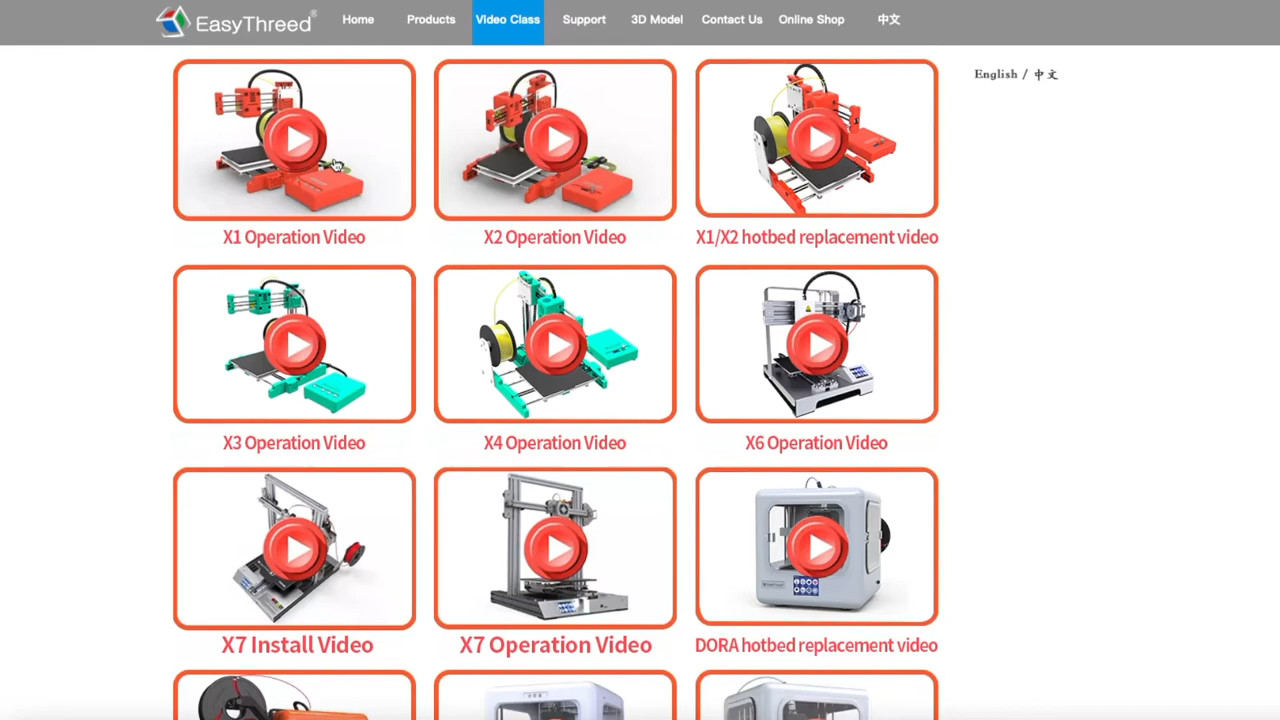 EasyThreed®
Home Products Video Class Support 3D Model Contact Us Online Shop 中文
English / 中文
X1 Operation Video X2 Operation Video X1/X2 hotbed replacement video
X3 Operation Video X4 Operation Video X6 Operation Video
X7 Install Video X7 Operation Video DORA hotbed replacement video